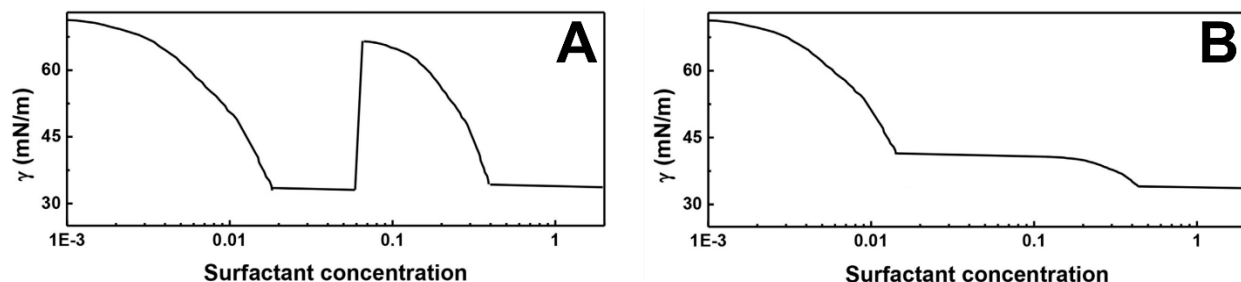 A
60
45
30
γ (mN/m)
1E-3 0.01 0.1 1
Surfactant concentration
B
60
45
30
γ (mN/m)
1E-3 0.01 0.1 1
Surfactant concentration